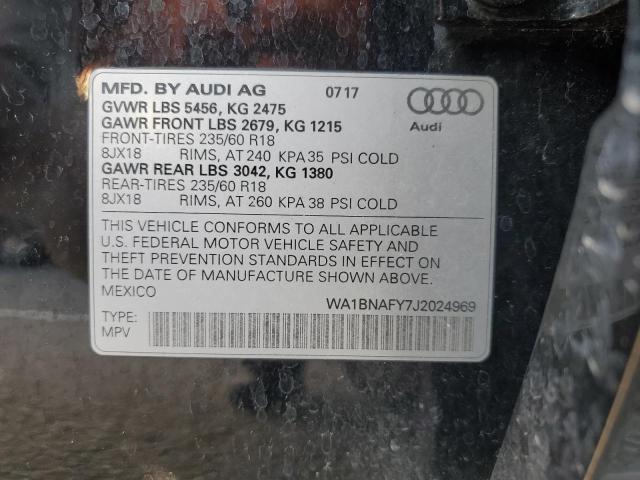 MFD. BY AUDI AG 07 17
GVWR LBS 5456, KG 2475
GAWR FRONT LBS 2679, KG 1215
FRONT-TIRES 235/60 R18
8JX18 RIMS, AT 240 KPA 35 PSI COLD
GAWR REAR LBS 3042, KG 1380
REAR-TIRES 235/60 R18
8JX18 RIMS, AT 260 KPA 38 PSI COLD
Audi
THIS VEHICLE CONFORMS TO ALL APPLICABLE
U.S. FEDERAL MOTOR VEHICLE SAFETY AND
THEFT PREVENTION STANDARDS IN EFFECT ON
THE DATE OF MANUFACTURE SHOWN ABOVE.
MEXICO WA1BNAFY7J2024969
TYPE:
MPV